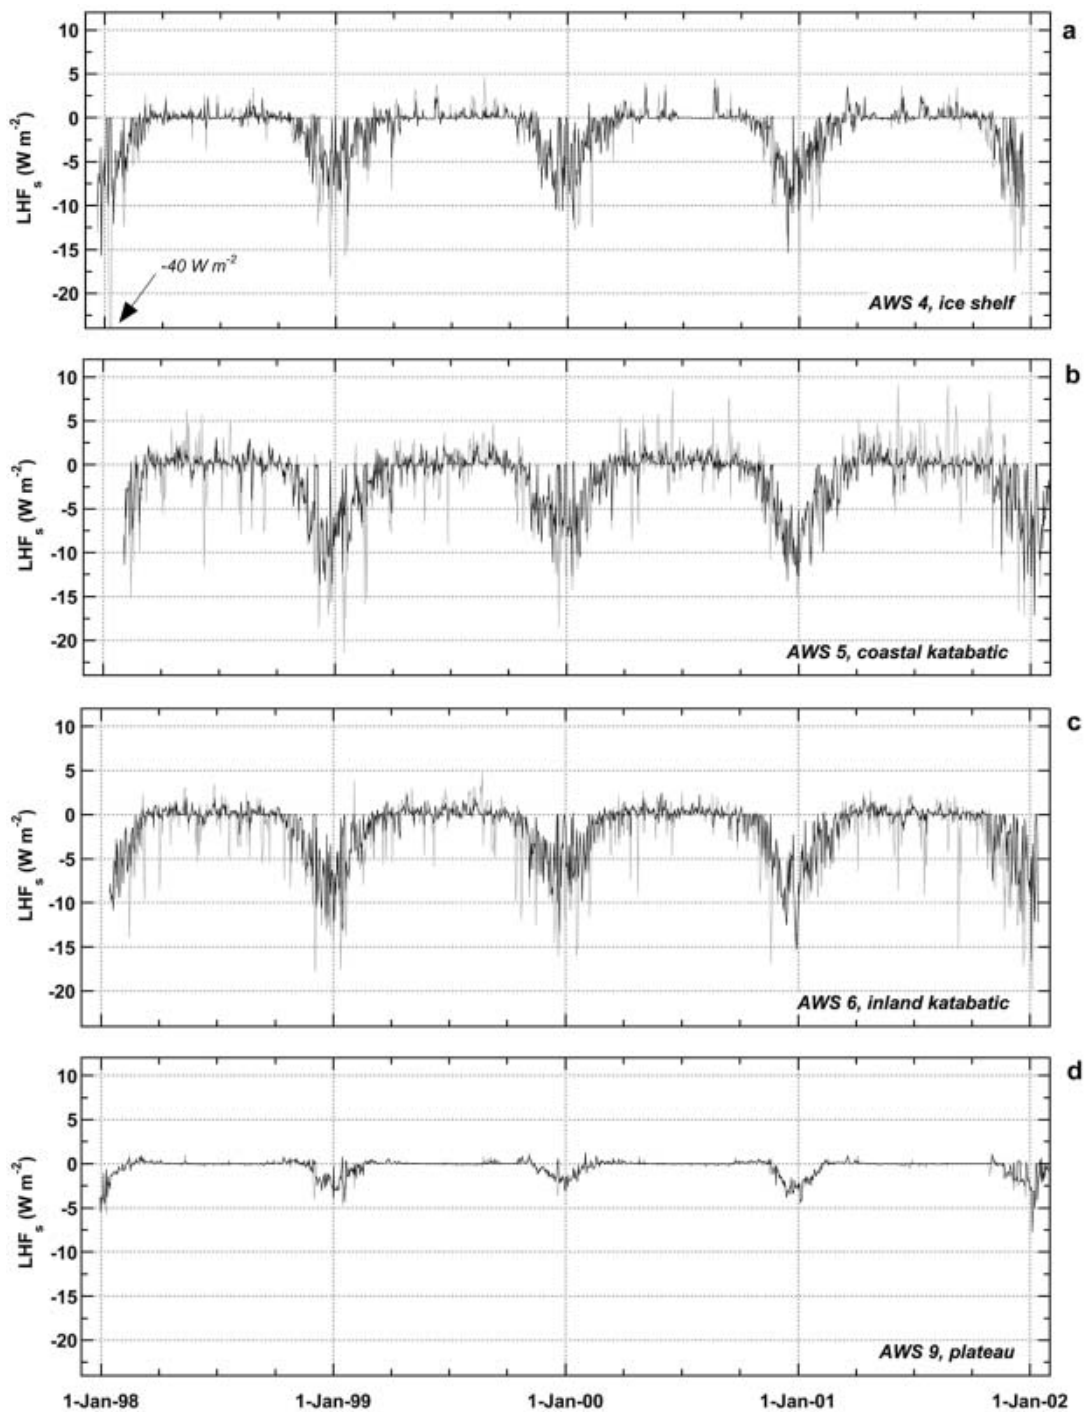 a
10
5
0
-5
-10
-15
-20
LHFs (W m-2)
-40 W m-2
AWS 4, ice shelf
b
10
5
0
-5
-10
-15
-20
LHFs (W m-2)
AWS 5, coastal katabatic
c
10
5
0
-5
-10
-15
-20
LHFs (W m-2)
AWS 6, inland katabatic
d
10
5
0
-5
-10
-15
-20
LHFs (W m-2)
AWS 9, plateau
1-Jan-98 1-Jan-99 1-Jan-00 1-Jan-01 1-Jan-02